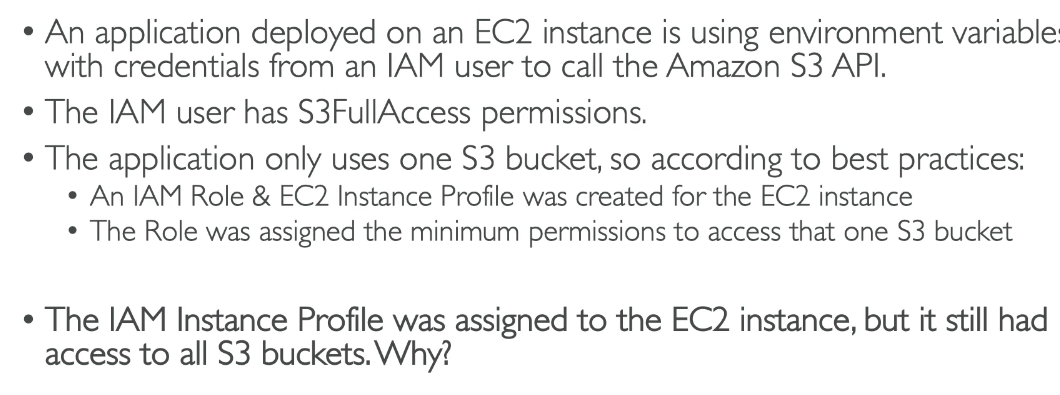 • An application deployed on an EC2 instance is using environment variables
with credentials from an IAM user to call the Amazon S3 API.
• The IAM user has S3FullAccess permissions.
• The application only uses one S3 bucket, so according to best practices:
• An IAM Role & EC2 Instance Profile was created for the EC2 instance
• The Role was assigned the minimum permissions to access that one S3 bucket
• The IAM Instance Profile was assigned to the EC2 instance, but it still had
access to all S3 buckets. Why?